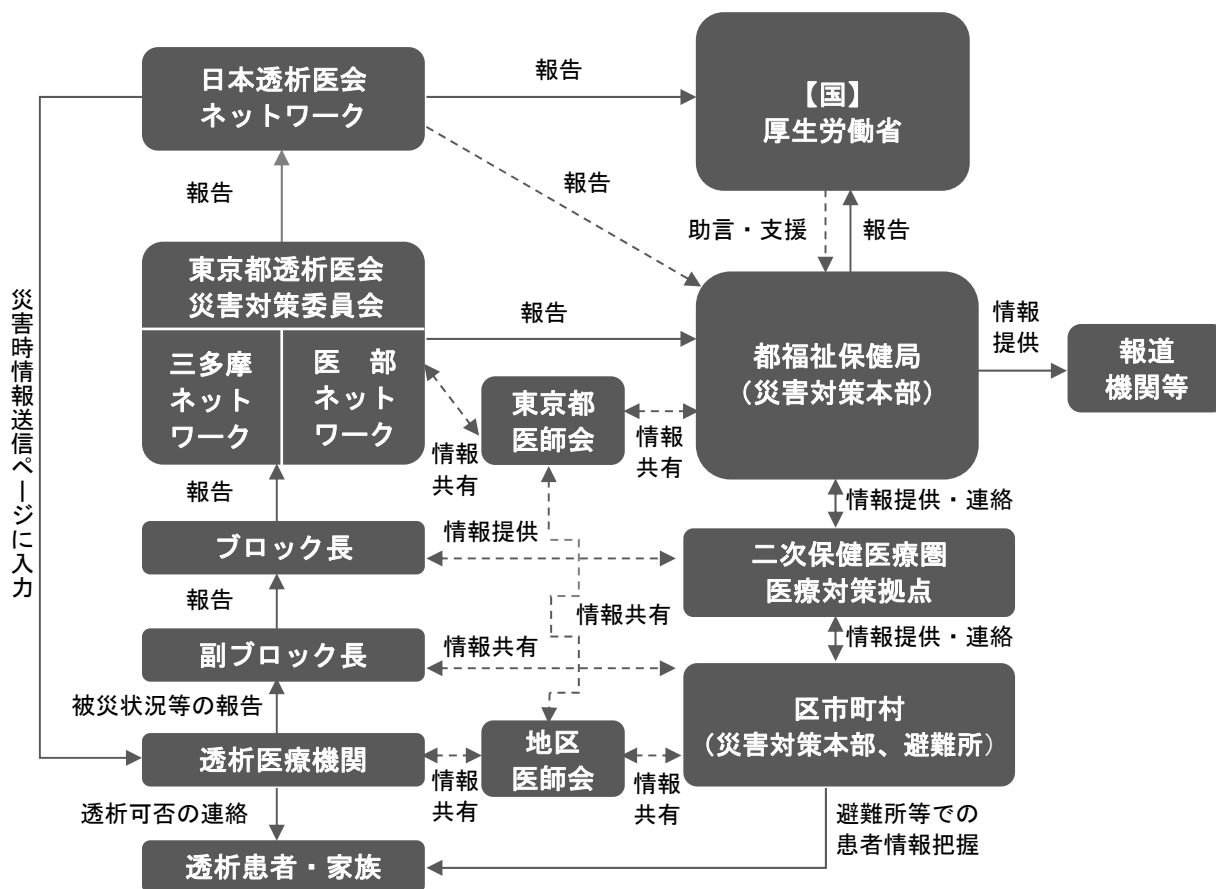 日本透析医会
ネットワーク
報告
【国】
厚生労働省
報告
報告
助言・支援
報告
東京都透析医会
災害対策委員会
三多摩
ネット
ワーク
医　部
ネット
ワーク
報告
都福祉保健局
（災害対策本部）
情報
提供
報道
機関等
災害時情報送信ページに入力
東京都
医師会
情報
共有
情報
共有
報告
情報提供・連絡
ブロック長
情報提供
二次保健医療圏
医療対策拠点
報告
情報共有
情報提供・連絡
副ブロック長
情報共有
被災状況等の報告
区市町村
（災害対策本部、避難所）
透析医療機関
地区
医師会
情報
共有
情報
共有
透析可否の連絡
避難所等での
患者情報把握
透析患者・家族